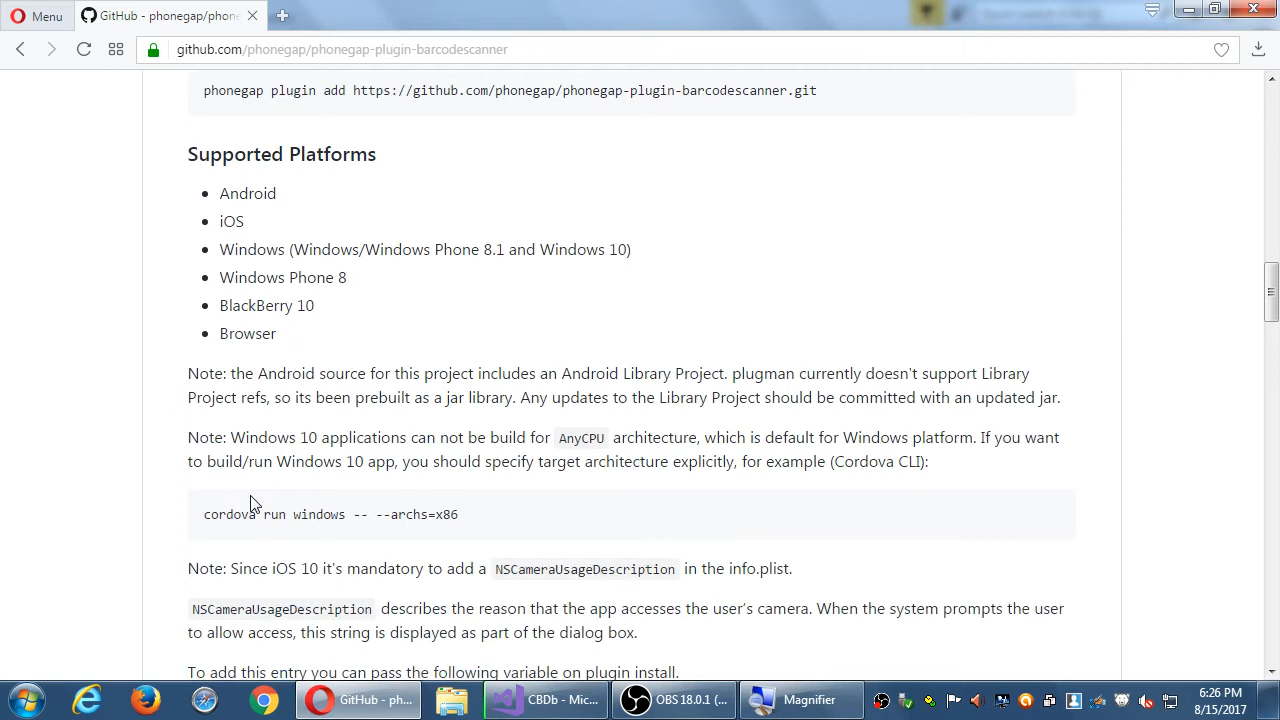 Menu
GitHub - phonegap/phon
github.com/phonegap/phonegap-plugin-barcodescanner
phonegap plugin add https://github.com/phonegap/phonegap-plugin-barcodescanner.git
Supported Platforms
Android
iOS
Windows (Windows/Windows Phone 8.1 and Windows 10)
Windows Phone 8
BlackBerry 10
Browser
Note: the Android source for this project includes an Android Library Project. plugman currently doesn't support Library
Project refs, so its been prebuilt as a jar library. Any updates to the Library Project should be committed with an updated jar.
Note: Windows 10 applications can not be build for AnyCPU architecture, which is default for Windows platform. If you want
to build/run Windows 10 app, you should specify target architecture explicitly, for example (Cordova CLI):
cordova run windows -- --archs=x86
Note: Since iOS 10 it's mandatory to add a NSCameraUsageDescription in the info.plist.
NSCameraUsageDescription describes the reason that the app accesses the user's camera. When the system prompts the user
to allow access, this string is displayed as part of the dialog box.
To add this entry you can pass the following variable on plugin install.
GitHub - ph...
CBDb - Mic...
OBS 18.0.1 (...
Magnifier
6:26 PM
8/15/2017